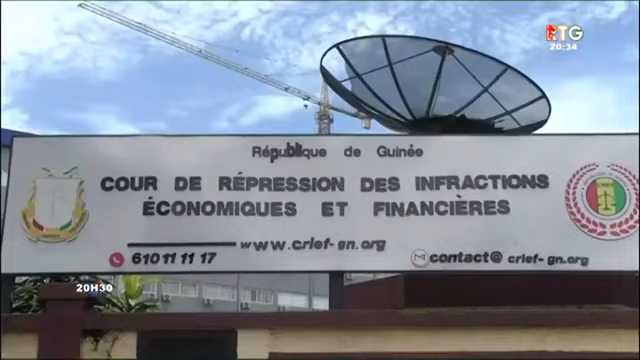 RTG
20:34
République de Guinée
COUR DE RÉPRESSION DES INFRACTIONS
ÉCONOMIQUES ET FINANCIÈRES
www.crief-gn.org
610 11 11 17
contact@crief-gn.org
20H30